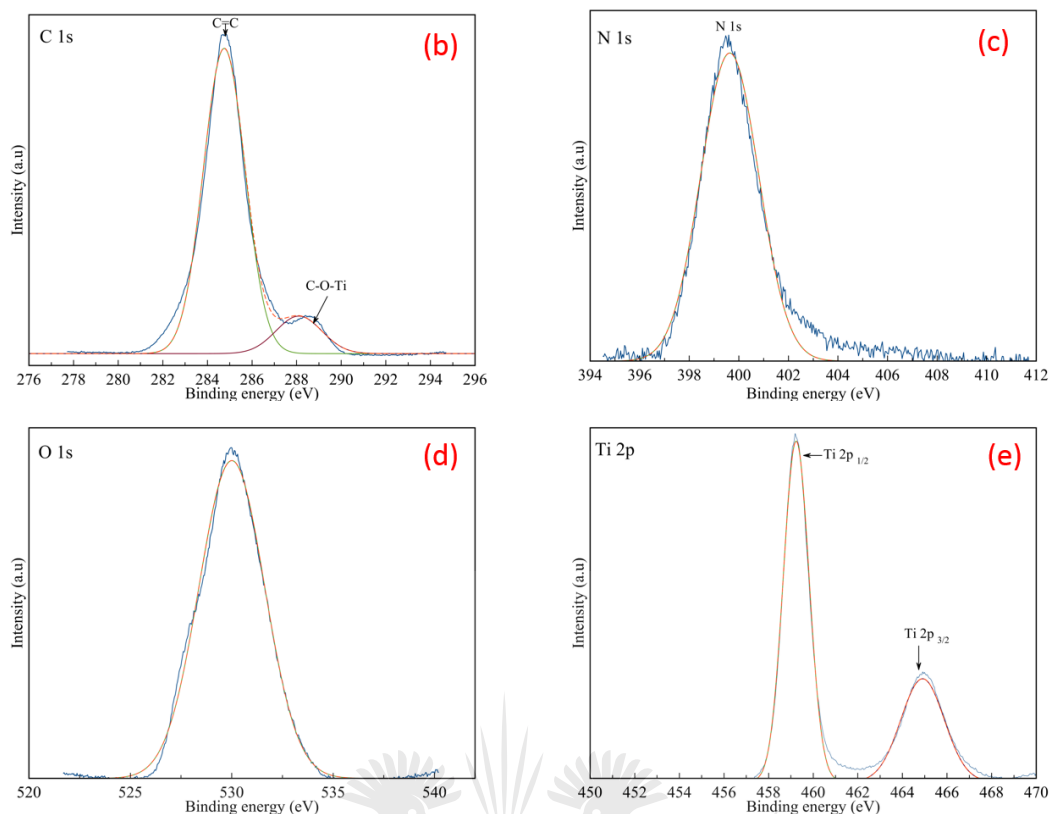 C 1s
C=C
(b)
C-O-Ti
Intensity (a.u)
276 278 280 282 284 286 288 290 292 294 296
Binding energy (eV)
N 1s
N 1s
(c)
Intensity (a.u)
394 396 398 400 402 404 406 408 410 412
Binding energy (eV)
O 1s
(d)
Intensity (a.u)
520 525 530 535 540
Binding energy (eV)
Ti 2p
(e)
Ti 2p 1/2
Ti 2p 3/2
Intensity (a.u)
450 452 454 456 458 460 462 464 466 468 470
Binding energy (eV)